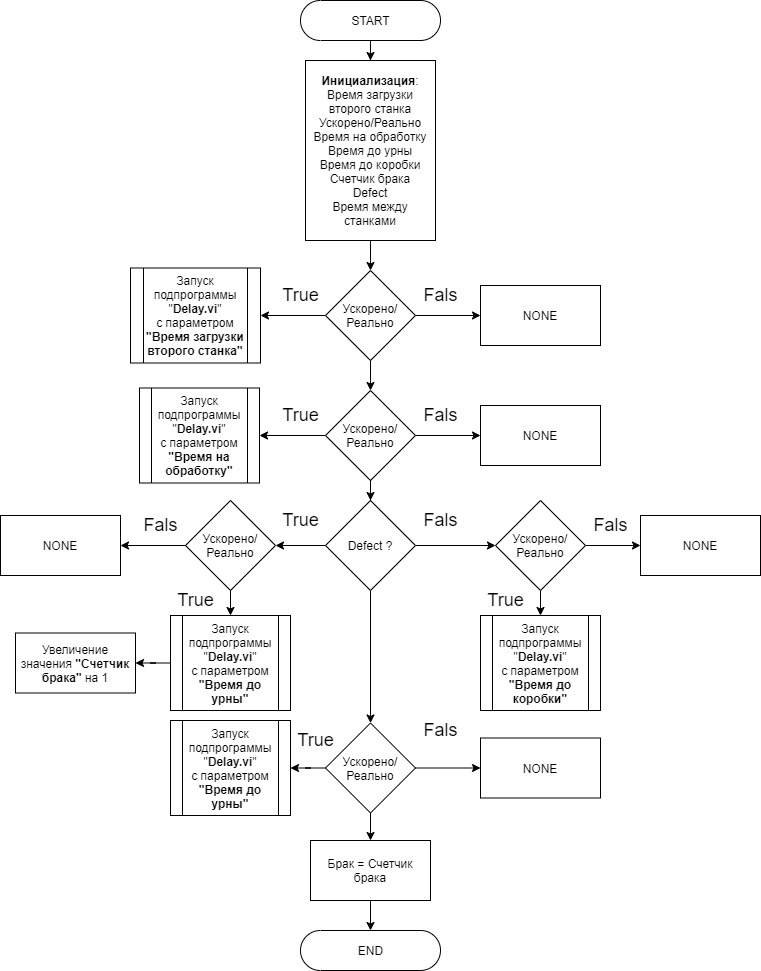 START
Инициализация:
Время загрузки
второго станка
Ускорено/Реально
Время на обработку
Время до урны
Время до коробки
Счетчик брака
Defect
Время между
станками
Запуск
подпрограммы
"Delay.vi"
с параметром
"Время загрузки
второго станка"
True
Ускорено/
Реально
Fals
NONE
Запуск
подпрограммы
"Delay.vi"
с параметром
"Время на
обработку"
True
Ускорено/
Реально
Fals
NONE
NONE
Fals
Ускорено/
Реально
True
Defect ?
Fals
Ускорено/
Реально
Fals
NONE
True
True
Увеличение
значения "Счетчик
брака" на 1
Запуск
подпрограммы
"Delay.vi"
с параметром
"Время до
урны"
Запуск
подпрограммы
"Delay.vi"
с параметром
"Время до
коробки"
Запуск
подпрограммы
"Delay.vi"
с параметром
"Время до
урны"
True
Ускорено/
Реально
Fals
NONE
Брак = Счетчик
брака
END